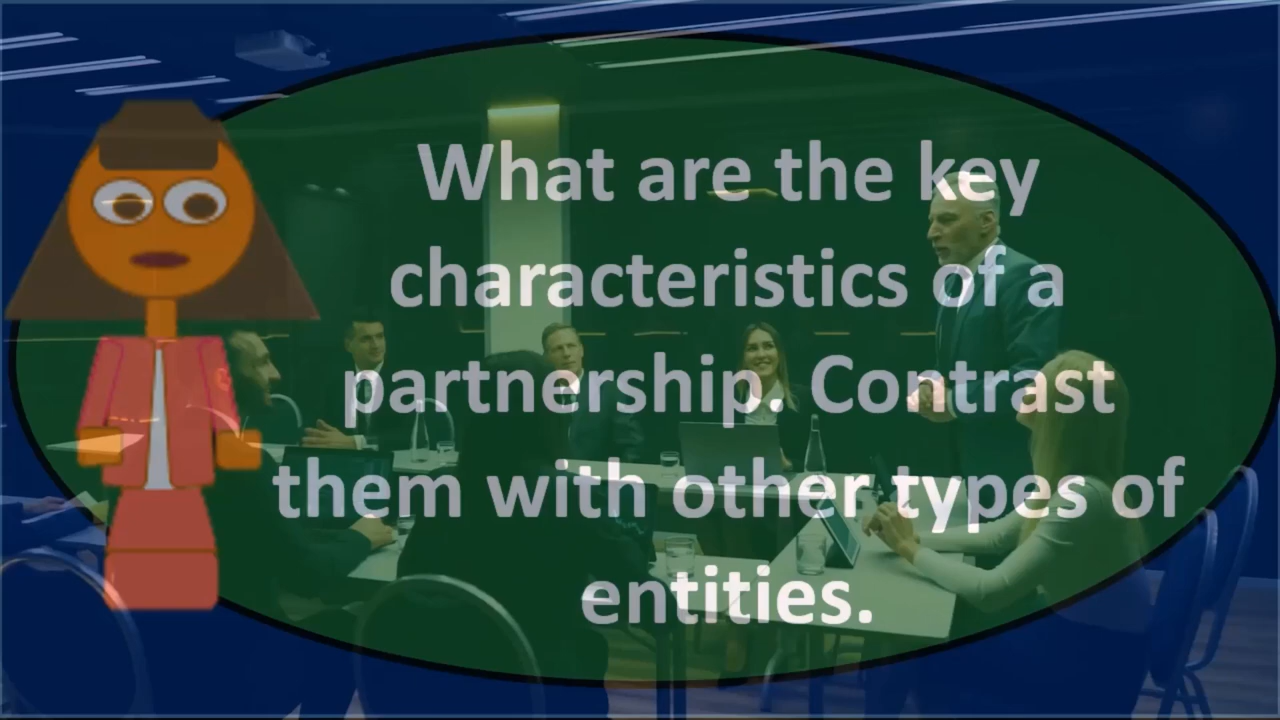 What are the key
characteristics of a
partnership. Contrast
them with other types of
entities.